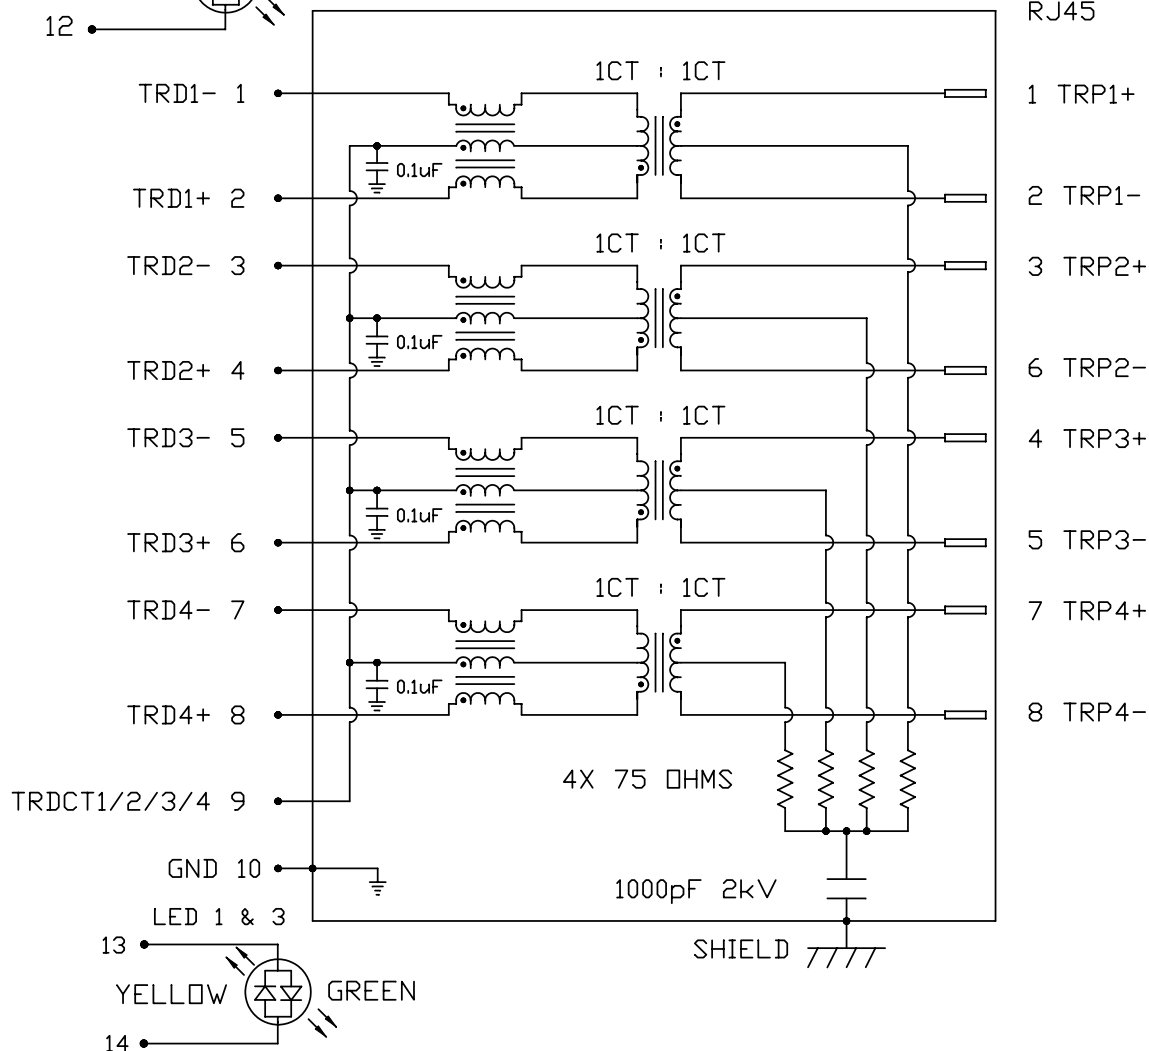 RJ45
12
1CT : 1CT
TRD1- 1
1 TRP1+
0.1uF
TRD1+ 2
2 TRP1-
1CT : 1CT
TRD2- 3
3 TRP2+
0.1uF
TRD2+ 4
6 TRP2-
1CT : 1CT
TRD3- 5
4 TRP3+
0.1uF
TRD3+ 6
5 TRP3-
1CT : 1CT
TRD4- 7
7 TRP4+
0.1uF
TRD4+ 8
8 TRP4-
4X 75 OHMS
TRDCT1/2/3/4 9
GND 10
1000pF 2kV
LED 1 & 3
13
SHIELD
YELLOW
GREEN
14